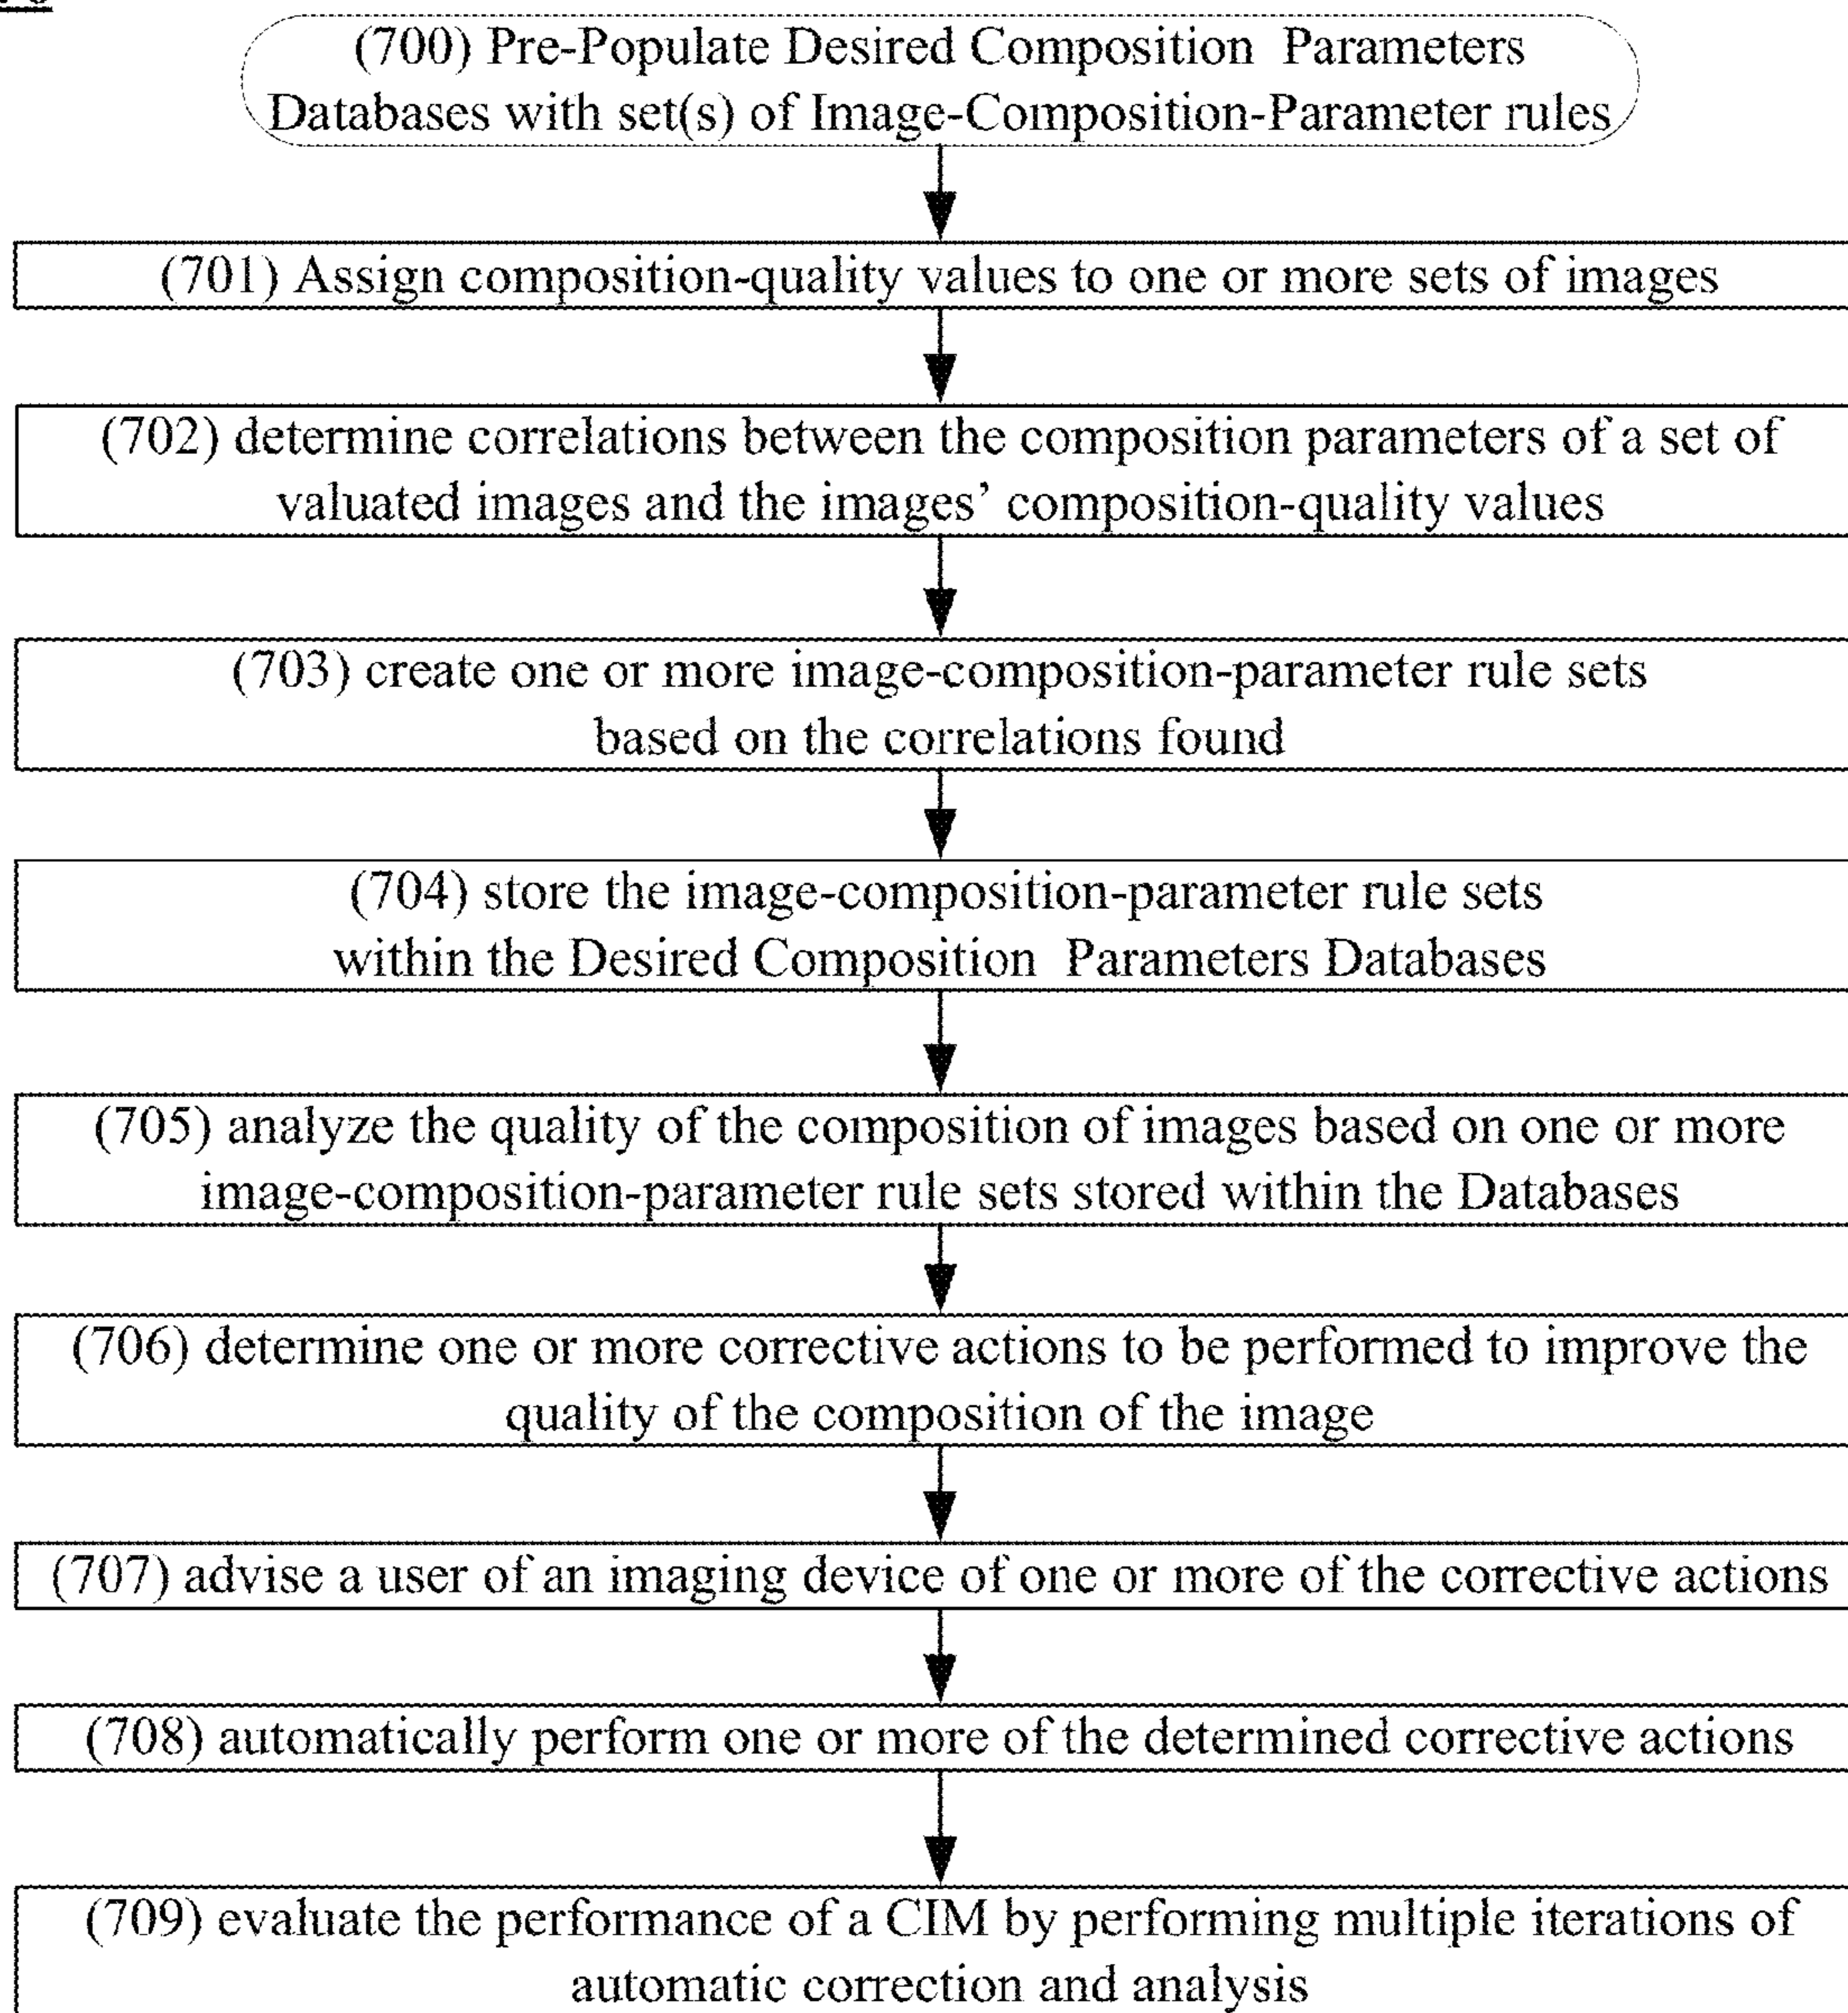 (700) Pre-Populate Desired Composition Parameters
Databases with set(s) of Image-Composition-Parameter rules
(701) Assign composition-quality values to one or more sets of images
(702) determine correlations between the composition parameters of a set of
valuated images and the images' composition-quality values
(703) create one or more image-composition-parameter rule sets
based on the correlations found
(704) store the image-composition-parameter rule sets
within the Desired Composition Parameters Databases
(705) analyze the quality of the composition of images based on one or more
image-composition-parameter rule sets stored within the Databases
(706) determine one or more corrective actions to be performed to improve the
quality of the composition of the image
(707) advise a user of an imaging device of one or more of the corrective actions
(708) automatically perform one or more of the determined corrective actions
(709) evaluate the performance of a CIM by performing multiple iterations of
automatic correction and analysis